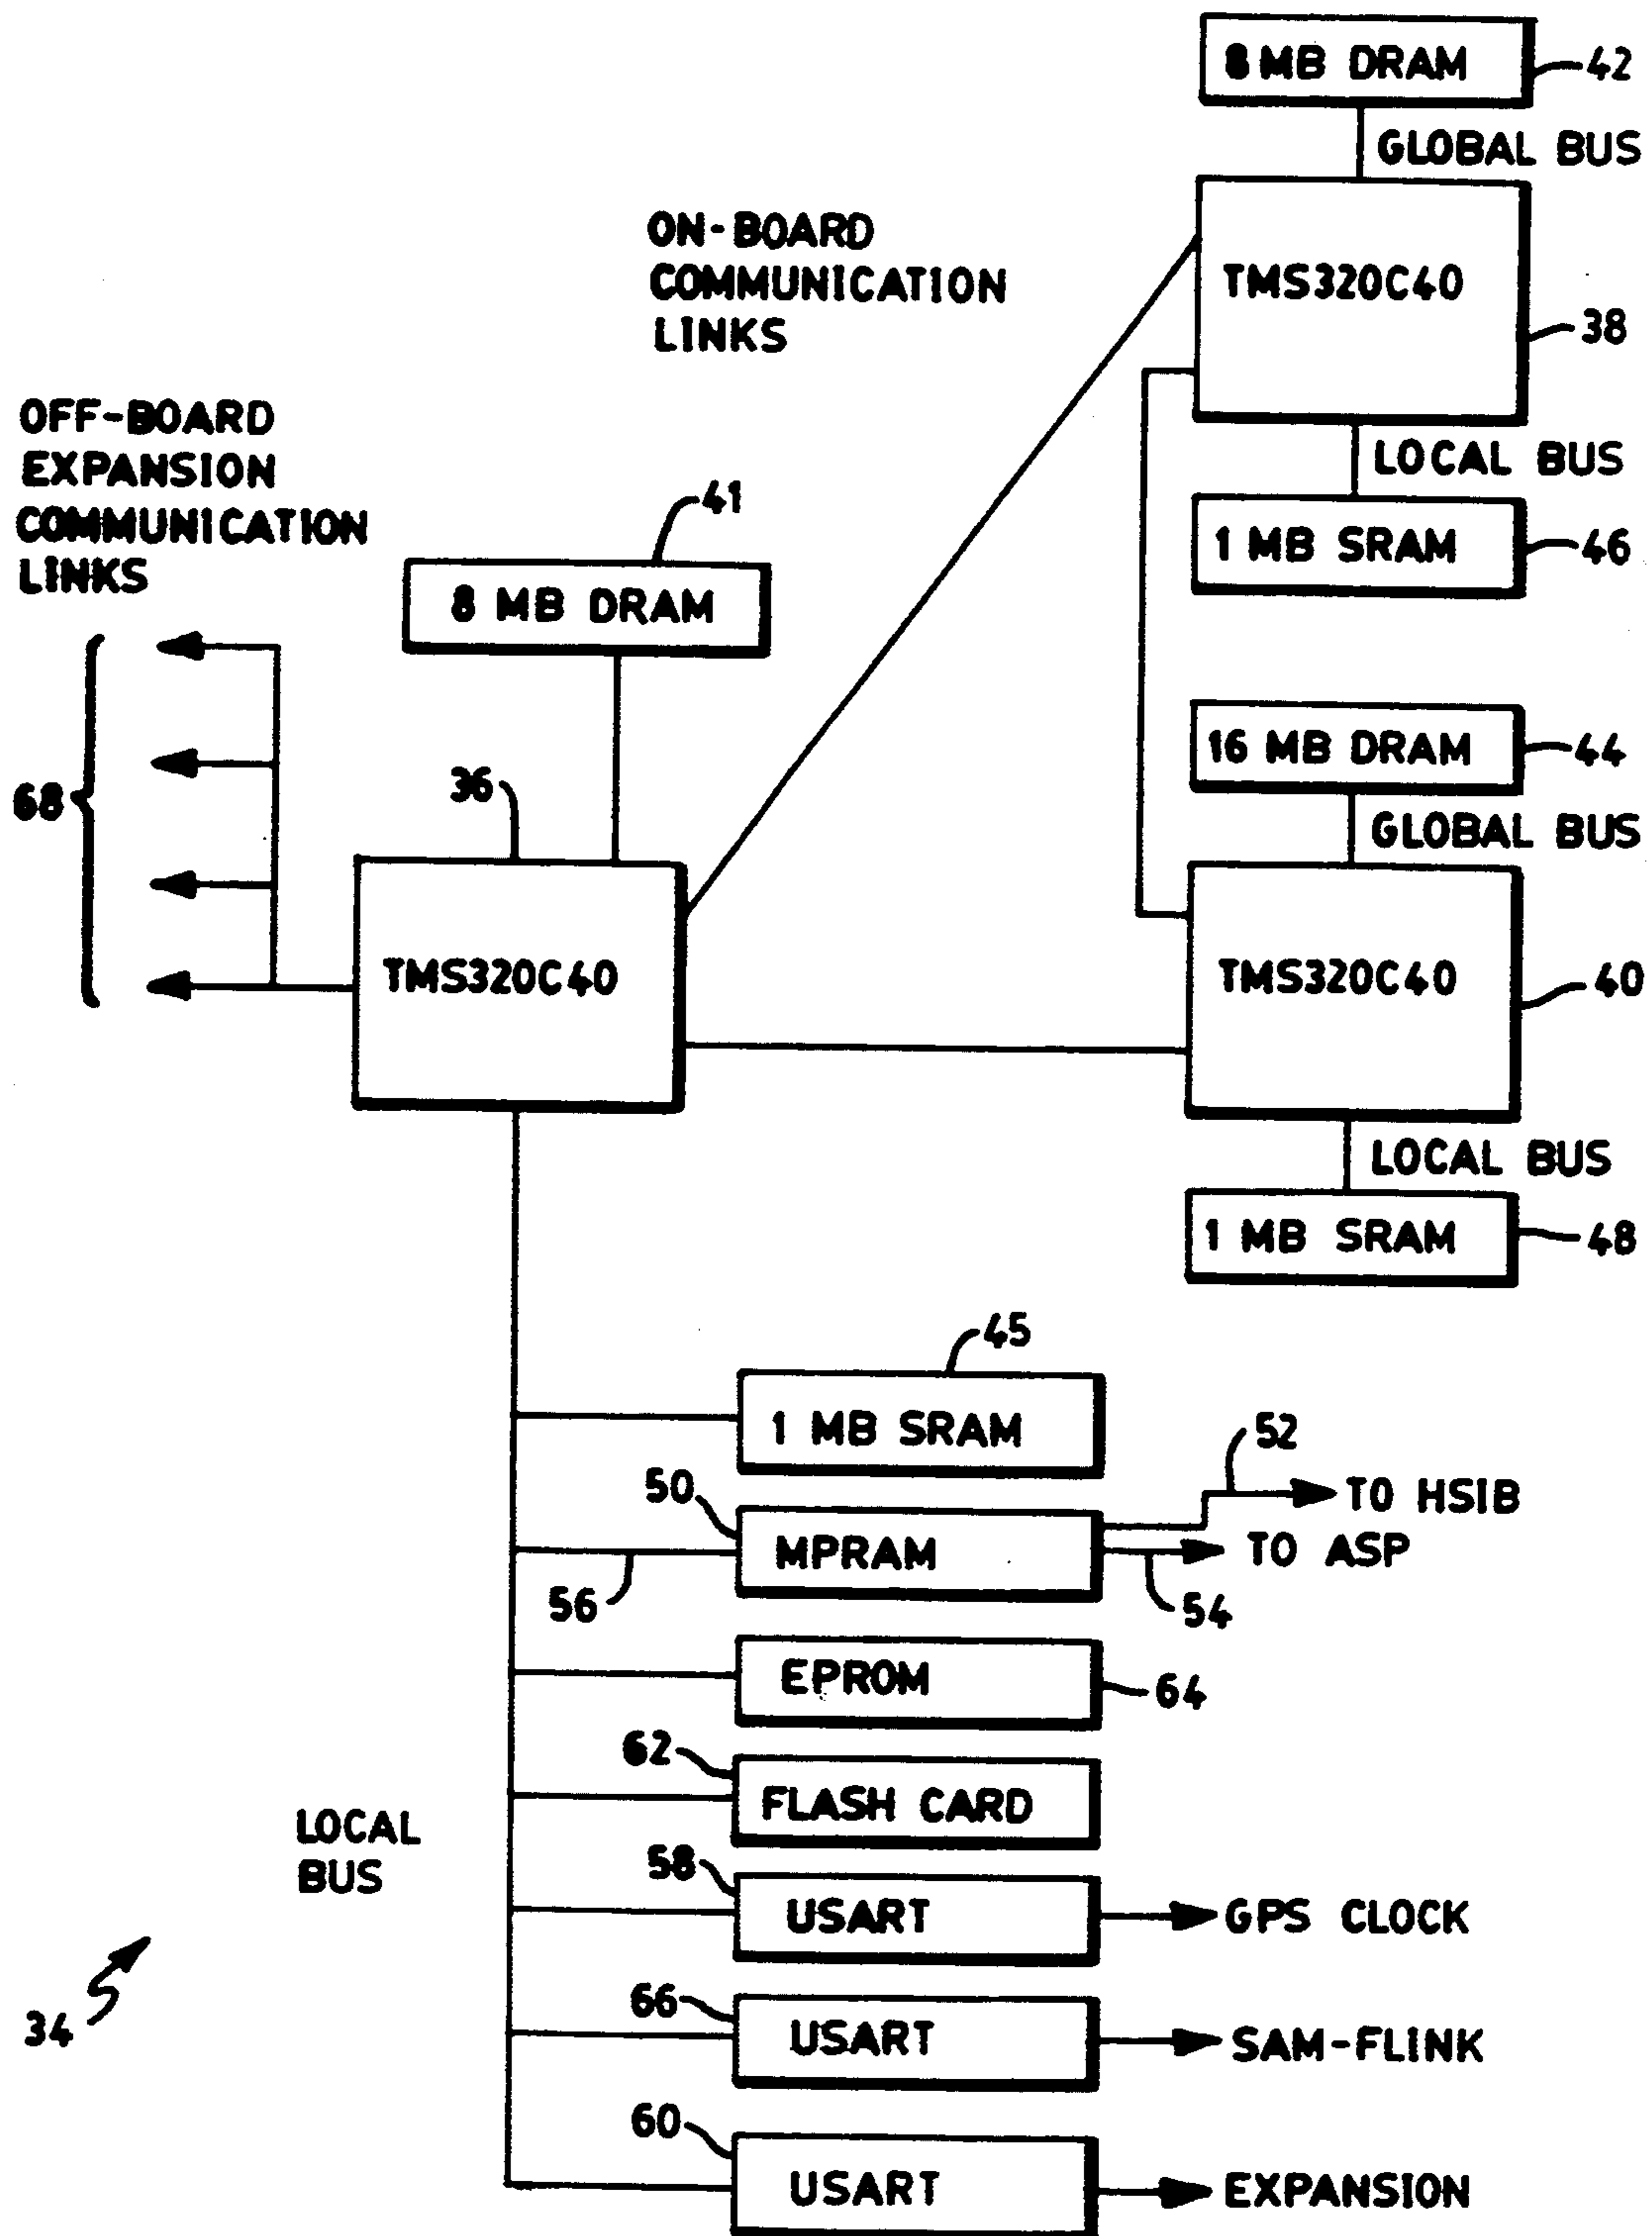 8 MB DRAM
42
GLOBAL BUS
ON-BOARD
COMMUNICATION
LINKS
TMS320C40
38
OFF-BOARD
EXPANSION
COMMUNICATION
LINKS
LOCAL BUS
41
1 MB SRAM
46
8 MB DRAM
68
36
16 MB DRAM
44
GLOBAL BUS
TMS320C40
TMS320C40
40
LOCAL BUS
1 MB SRAM
48
45
1 MB SRAM
52
50
TO HSIB
MPRAM
TO ASP
56
54
EPROM
64
62
FLASH CARD
LOCAL
BUS
58
USART
GPS CLOCK
34
66
USART
SAM-FLINK
60
USART
EXPANSION